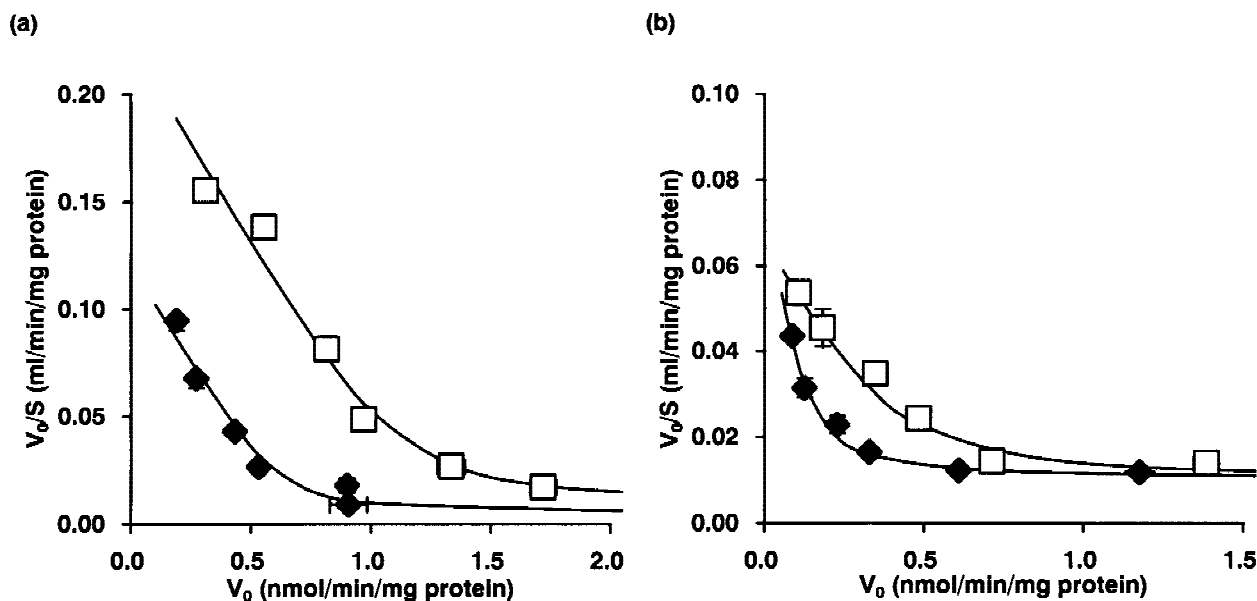 (a)
(b)
V₀/S (ml/min/mg protein)
0.20
0.15
0.10
0.05
0.00
0.0 0.5 1.0 1.5 2.0
V₀ (nmol/min/mg protein)
V₀/S (ml/min/mg protein)
0.10
0.08
0.06
0.04
0.02
0.00
0.0 0.5 1.0 1.5
V₀ (nmol/min/mg protein)